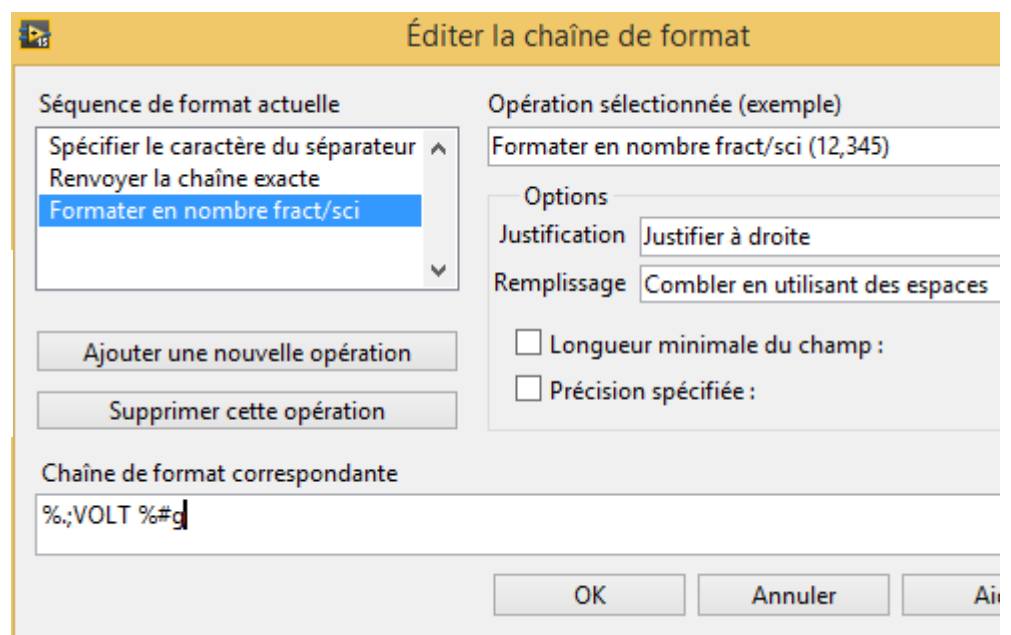 Éditer la chaîne de format
Séquence de format actuelle
Spécifier le caractère du séparateur
Renvoyer la chaîne exacte
Formater en nombre fract/sci
Ajouter une nouvelle opération
Supprimer cette opération
Opération sélectionnée (exemple)
Formater en nombre fract/sci (12,345)
Options
Justification Justifier à droite
Remplissage Combler en utilisant des espaces
Longueur minimale du champ :
Précision spécifiée :
Chaîne de format correspondante
%.;VOLT %#g
OK Annuler Ai